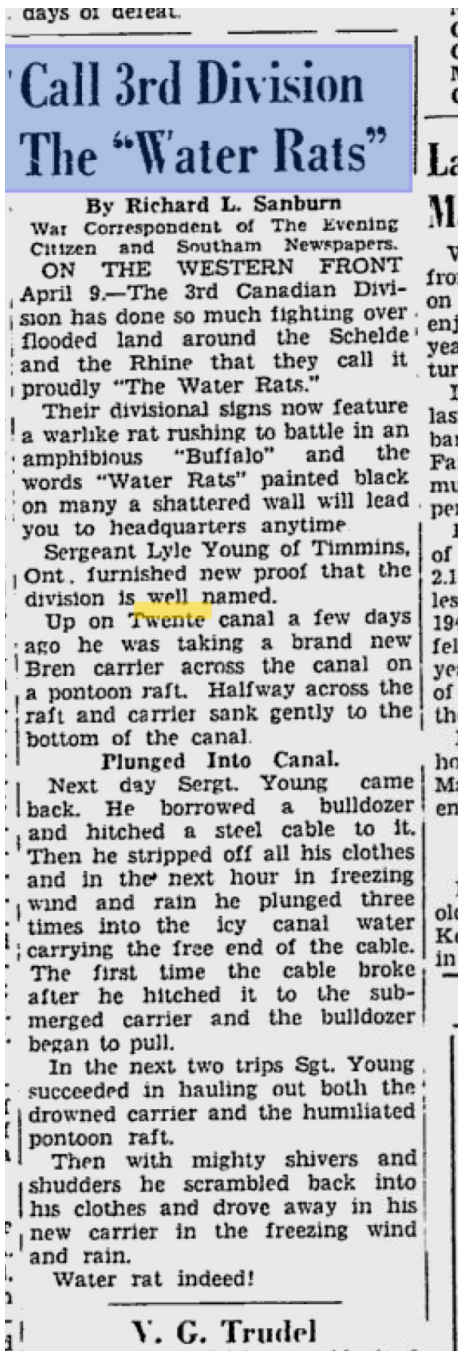 days of defeat.
Call 3rd Division
The “Water Rats”
By Richard L. Sanburn
War Correspondent of The Evening
Citizen and Southam Newspapers.
ON THE WESTERN FRONT
April 9.—The 3rd Canadian Divi-
sion has done so much fighting over
flooded land around the Schelde
and the Rhine that they call it
proudly “The Water Rats.”
Their divisional signs now feature
a warlike rat rushing to battle in an
amphibious “Buffalo” and the
words “Water Rats” painted black
on many a shattered wall will lead
you to headquarters anytime
Sergeant Lyle Young of Timmins,
Ont. furnished new proof that the
division is well named.
Up on Twente canal a few days
ago he was taking a brand new
Bren carrier across the canal on
a pontoon raft. Halfway across the
raft and carrier sank gently to the
bottom of the canal.
Plunged Into Canal.
Next day Sergt. Young came
back. He borrowed a bulldozer
and hitched a steel cable to it.
Then he stripped off all his clothes
and in the next hour in freezing
wind and rain he plunged three
times into the icy canal water
carrying the free end of the cable.
The first time the cable broke
after he hitched it to the sub-
merged carrier and the bulldozer
began to pull.
In the next two trips Sgt. Young
succeeded in hauling out both the
drowned carrier and the humiliated
pontoon raft.
Then with mighty shivers and
shudders he scrambled back into
his clothes and drove away in his
new carrier in the freezing wind
and rain.
Water rat indeed!
V. G. Trudel